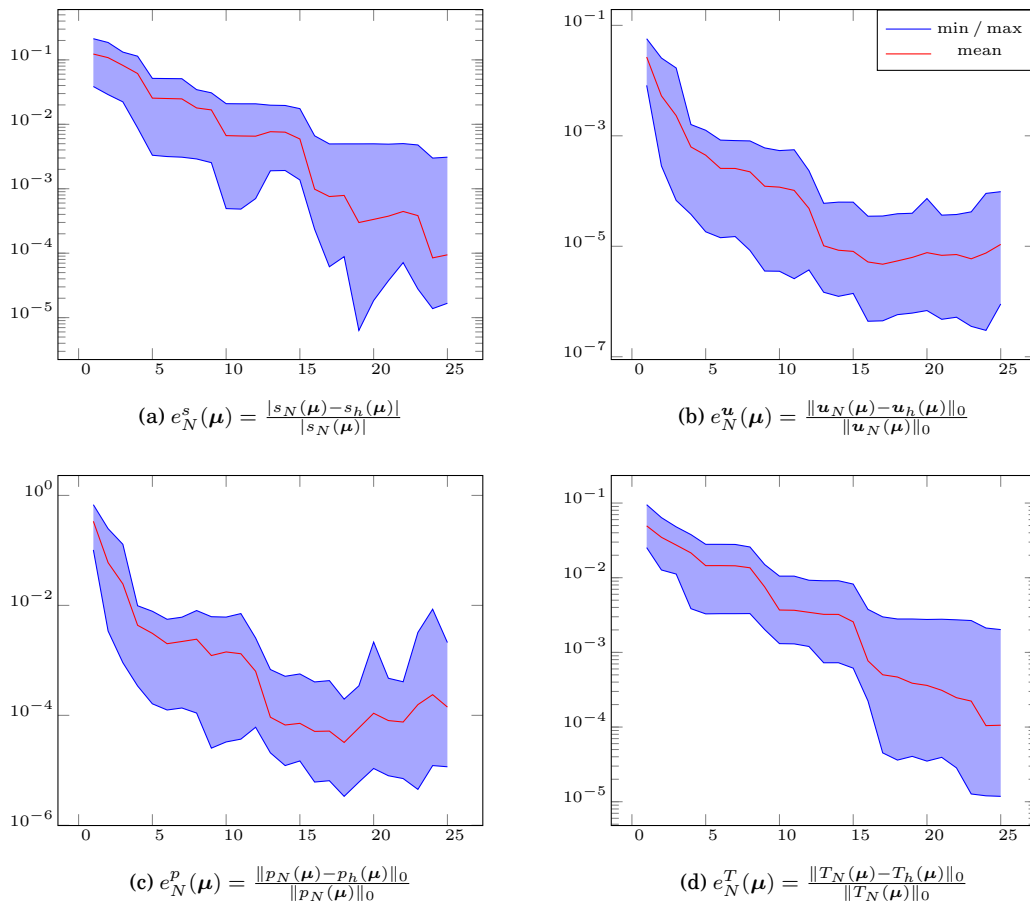 10^{-1}
10^{-2}
10^{-3}
10^{-4}
10^{-5}
0 5 10 15 20 25
(a) e_N^s(μ) = |s_N(μ)−s_h(μ)| / |s_N(μ)|
10^{-1}
10^{-3}
10^{-5}
10^{-7}
min / max
mean
0 5 10 15 20 25
(b) e_N^u(μ) = ‖u_N(μ)−u_h(μ)‖_0 / ‖u_N(μ)‖_0
10^0
10^{-2}
10^{-4}
10^{-6}
0 5 10 15 20 25
(c) e_N^p(μ) = ‖p_N(μ)−p_h(μ)‖_0 / ‖p_N(μ)‖_0
10^{-1}
10^{-2}
10^{-3}
10^{-4}
10^{-5}
0 5 10 15 20 25
(d) e_N^T(μ) = ‖T_N(μ)−T_h(μ)‖_0 / ‖T_N(μ)‖_0